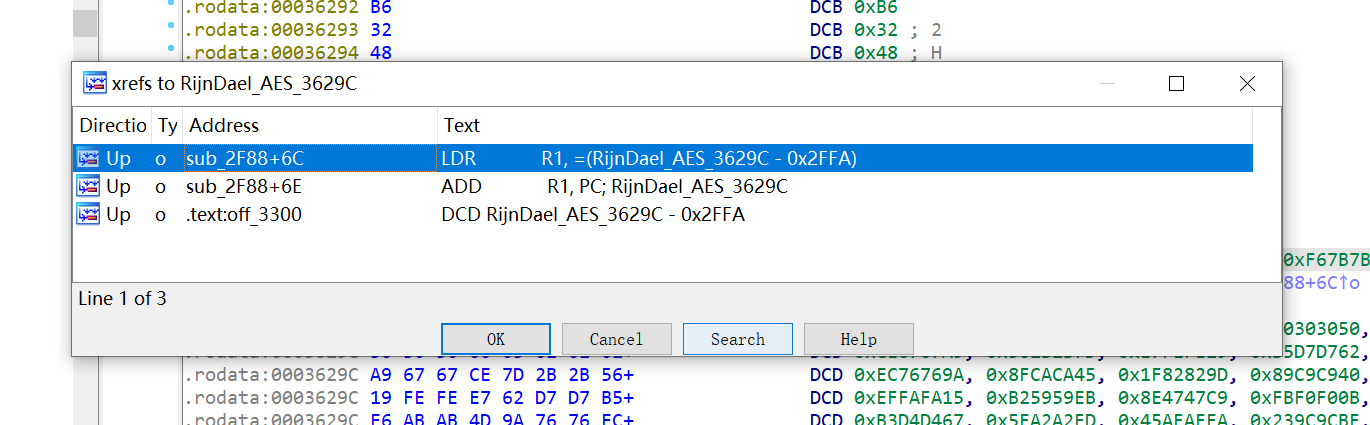 .rodata:00036292 B6 DCB 0xB6
.rodata:00036293 32 DCB 0x32 ; 2
.rodata:00036294 48 DCB 0x48 ; H
xrefs to RijnDael_AES_3629C
Directio Ty Address Text
Up o sub_2F88+6C LDR R1, =(RijnDael_AES_3629C - 0x2FFA)
Up o sub_2F88+6E ADD R1, PC; RijnDael_AES_3629C
Up o .text:off_3300 DCD RijnDael_AES_3629C - 0x2FFA
0xF67B7B
Line 1 of 3
88+6C↑o
OK Cancel Search Help
0303050,
5D7D762,
.rodata:0003629C A9 67 67 CE 7D 2B 2B 56+ DCD 0xEC76769A, 0x8FCACA45, 0x1F82829D, 0x89C9C940,
.rodata:0003629C 19 FE FE E7 62 D7 D7 B5+ DCD 0xEFFAFA15, 0xB25959EB, 0x8E4747C9, 0xFBF0F00B,
.rodata:0003629C E6 AB AB 4D 9A 76 76 EC+ DCD 0xB3D4D467, 0x5FA2A2FD, 0x45AFAFEA, 0x239C9CBF,